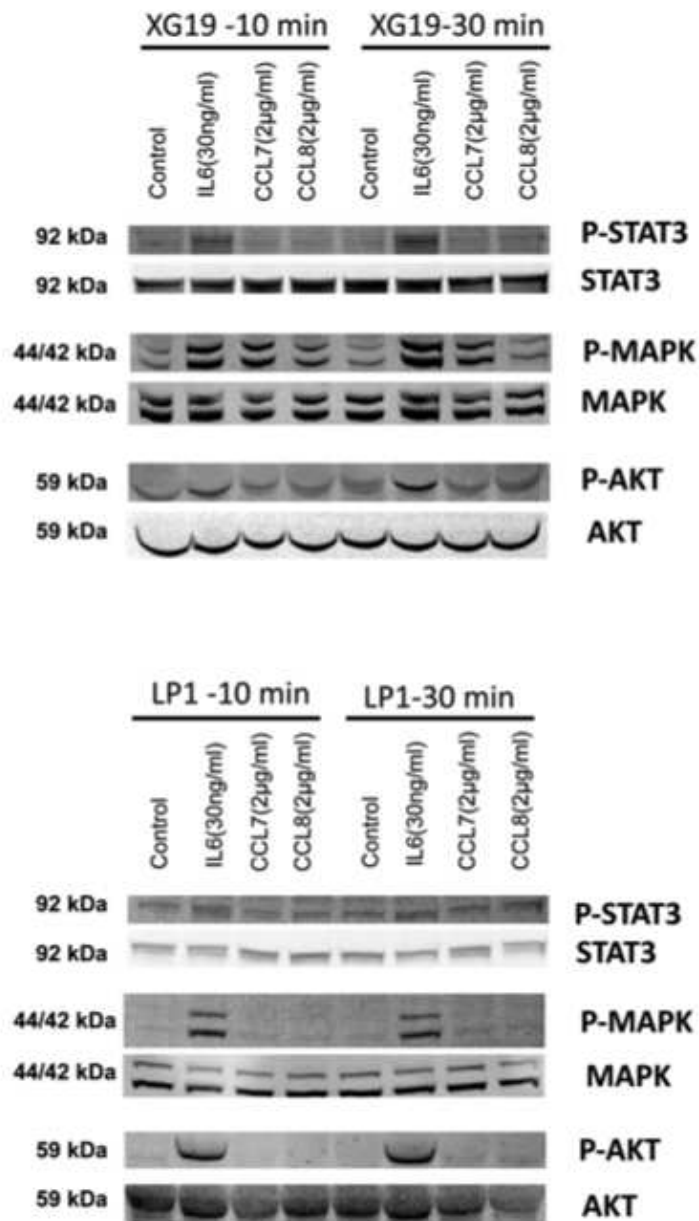 XG19 -10 min XG19-30 min
Control IL6(30ng/ml) CCL7(2µg/ml) CCL8(2µg/ml) Control IL6(30ng/ml) CCL7(2µg/ml) CCL8(2µg/ml)
92 kDa P-STAT3
92 kDa STAT3
44/42 kDa P-MAPK
44/42 kDa MAPK
59 kDa P-AKT
59 kDa AKT
LP1 -10 min LP1-30 min
Control IL6(30ng/ml) CCL7(2µg/ml) CCL8(2µg/ml) Control IL6(30ng/ml) CCL7(2µg/ml) CCL8(2µg/ml)
92 kDa P-STAT3
92 kDa STAT3
44/42 kDa P-MAPK
44/42 kDa MAPK
59 kDa P-AKT
59 kDa AKT